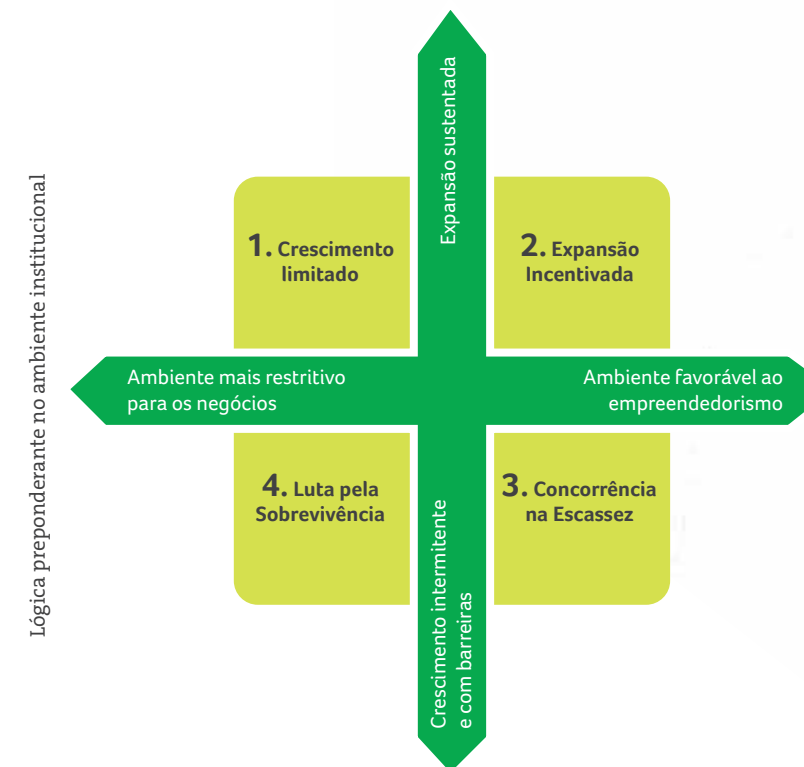 Lógica preponderante no ambiente institucional
Expansão sustentada
1. Crescimento
limitado
2. Expansão
Incentivada
Ambiente mais restritivo
para os negócios
Ambiente favorável ao
empreendedorismo
4. Luta pela
Sobrevivência
3. Concorrência
na Escassez
Crescimento intermitente
e com barreiras